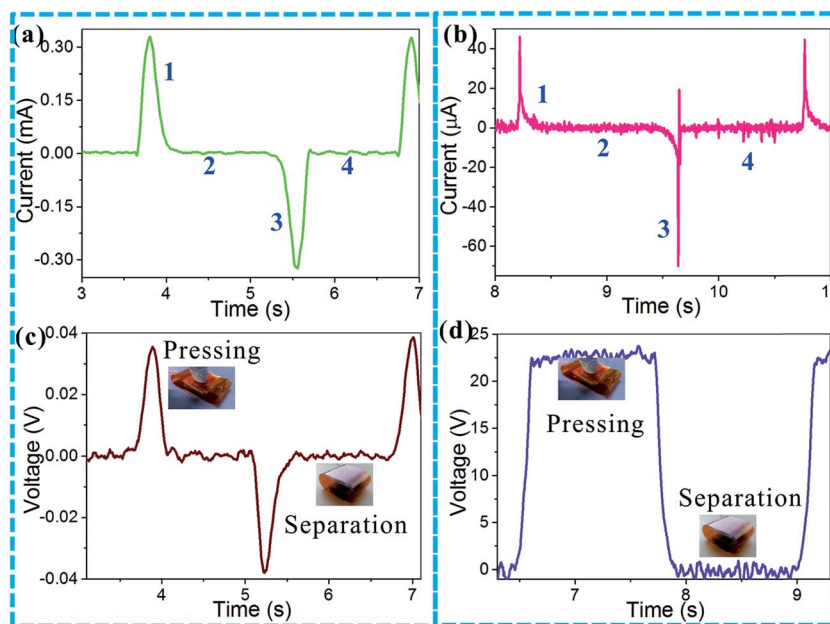 (a)
0.30
0.15
0.00
-0.15
-0.30
Current (mA)
1
2
3
4
3 4 5 6 7
Time (s)
(b)
40
20
0
-20
-40
-60
Current (μA)
1
2
3
4
8 9 10 11
Time (s)
(c)
0.04
0.02
0.00
-0.02
-0.04
Voltage (V)
Pressing
Separation
4 5 6 7
Time (s)
(d)
25
20
15
10
5
0
Voltage (V)
Pressing
Separation
7 8 9
Time (s)